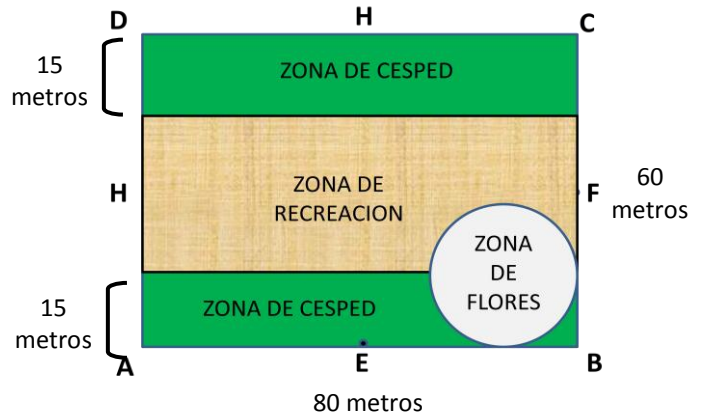 D
H
C
15
metros
ZONA DE CESPED
H
ZONA DE
RECREACION
F
60
metros
ZONA
DE
FLORES
15
metros
ZONA DE CESPED
A
E
B
80 metros